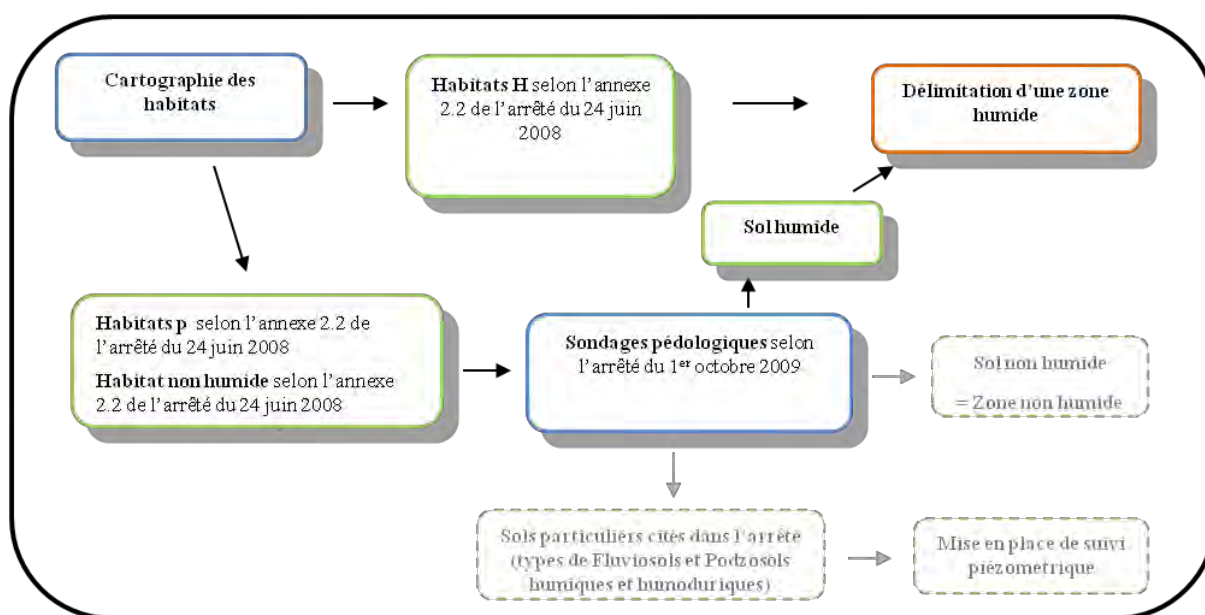 Cartographie des
habitats
Habitats H selon l'annexe
2.2 de l'arrêté du 24 juin
2008
Délimitation d'une zone
humide
Sol humide
Habitats p selon l'annexe 2.2 de
l'arrêté du 24 juin 2008
Habitat non humide selon l'annexe
2.2 de l'arrêté du 24 juin 2008
Sondages pédologiques selon
l'arrêté du 1er octobre 2009
Sol non humide
= Zone non humide
Sols particuliers cités dans l'arrêté
(types de Fluviosols et Podzosols
humiques et humoduriques)
Mise en place de suivi
piézometrique